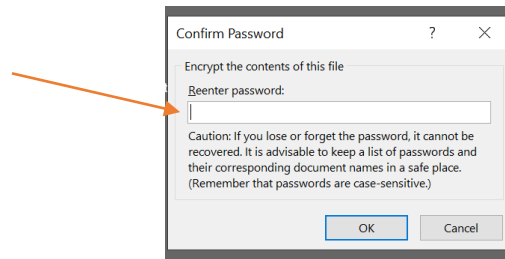 Confirm Password ? ×
Encrypt the contents of this file
Reenter password:
Caution: If you lose or forget the password, it cannot be
recovered. It is advisable to keep a list of passwords and
their corresponding document names in a safe place.
(Remember that passwords are case-sensitive.)
OK Cancel